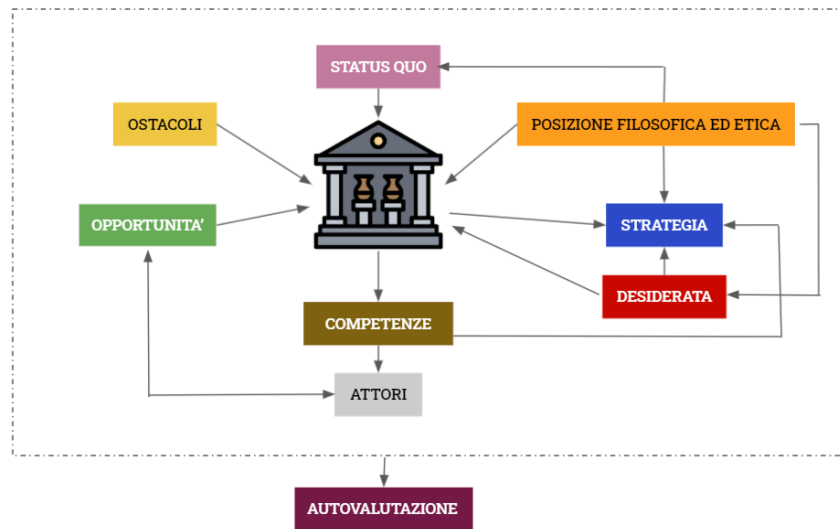 STATUS QUO
OSTACOLI
POSIZIONE FILOSOFICA ED ETICA
OPPORTUNITA'
STRATEGIA
DESIDERATA
COMPETENZE
ATTORI
AUTOVALUTAZIONE